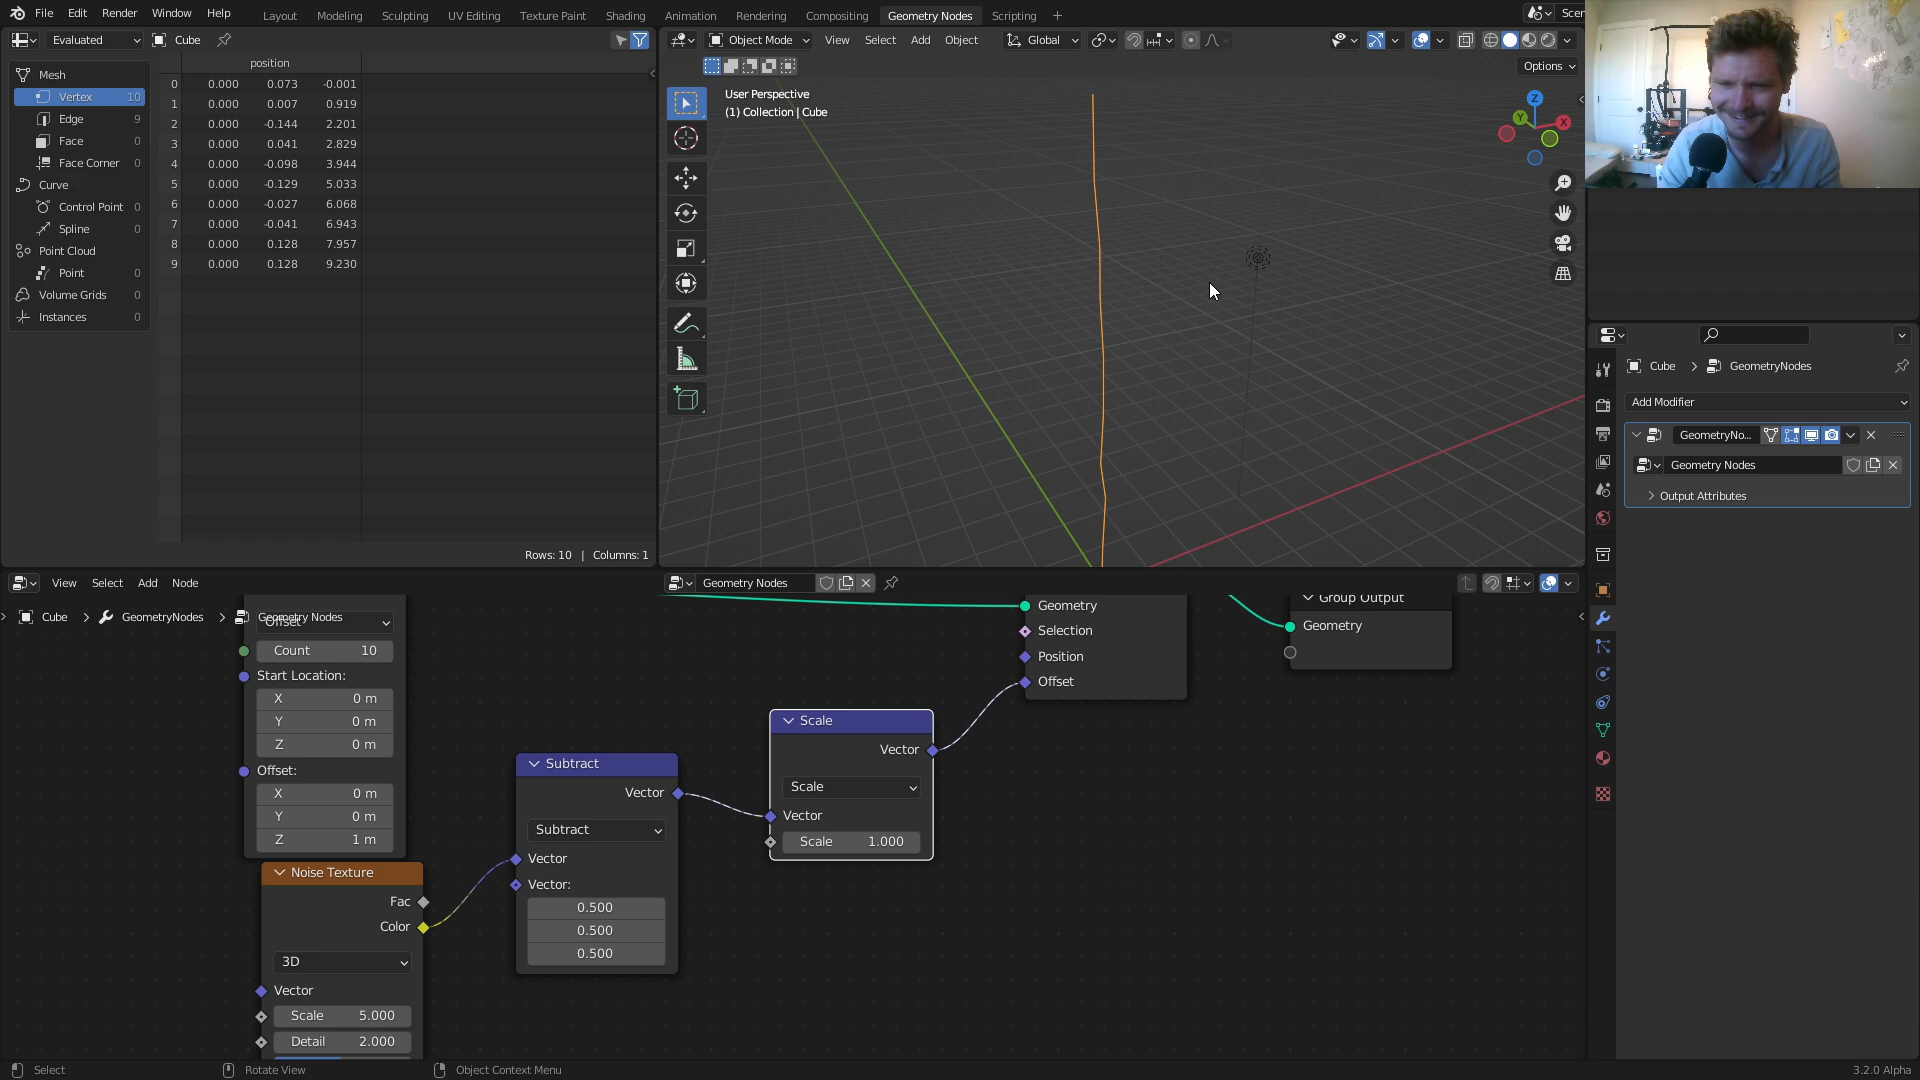 File Edit Render Window Help
Layout Modeling Sculpting UV Editing Texture Paint Shading Animation Rendering Compositing Geometry Nodes Scripting +
Scen
Evaluated Cube
position
Mesh
Vertex 10
Edge 9
Face 0
Face Corner 0
Curve
Control Point 0
Spline 0
Point Cloud
Point 0
Volume Grids 0
Instances 0
0 0.000 0.073 -0.001
1 0.000 0.007 0.919
2 0.000 -0.144 2.201
3 0.000 0.041 2.829
4 0.000 -0.098 3.944
5 0.000 -0.129 5.033
6 0.000 -0.027 6.068
7 0.000 -0.041 6.943
8 0.000 0.128 7.957
9 0.000 0.128 9.230
Rows: 10 | Columns: 1
Object Mode View Select Add Object Global
Options
User Perspective
(1) Collection | Cube
Z
Y
X
Cube > GeometryNodes
Add Modifier
GeometryNo...
Geometry Nodes
Output Attributes
View Select Add Node
Geometry Nodes
Cube > GeometryNodes > Geometry Nodes
Offset
Count 10
Start Location:
X 0 m
Y 0 m
Z 0 m
Offset:
X 0 m
Y 0 m
Z 1 m
Noise Texture
Fac
Color
3D
Vector
Scale 5.000
Detail 2.000
Subtract
Vector
Subtract
Vector
Vector:
0.500
0.500
0.500
Scale
Vector
Scale
Vector
Scale 1.000
Geometry
Selection
Position
Offset
Group Output
Geometry
Select Rotate View Object Context Menu
3.2.0 Alpha